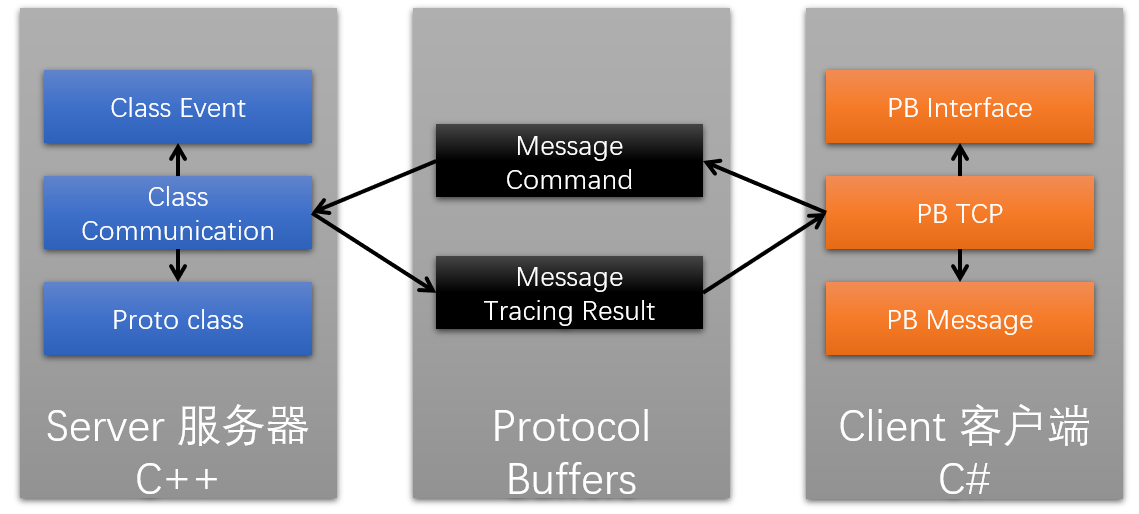 Class Event
Class
Communication
Proto class
Server 服务器
C++
Message
Command
Message
Tracing Result
Protocol
Buffers
PB Interface
PB TCP
PB Message
Client 客户端
C#